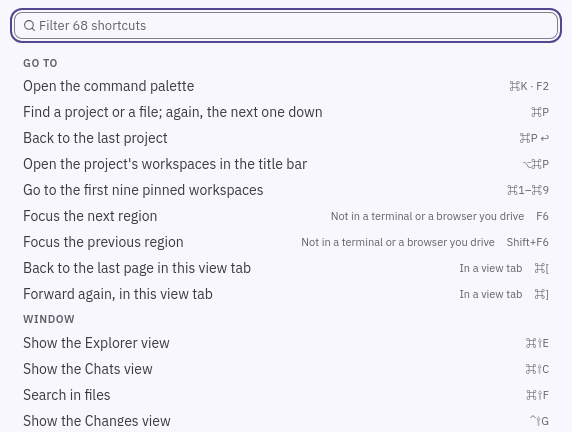 Filter 68 shortcuts
GO TO
Open the command palette ⌘K · F2
Find a project or a file; again, the next one down ⌘P
Back to the last project ⌘P ↩
Open the project's workspaces in the title bar ⌥⌘P
Go to the first nine pinned workspaces ⌘1–⌘9
Focus the next region Not in a terminal or a browser you drive F6
Focus the previous region Not in a terminal or a browser you drive Shift+F6
Back to the last page in this view tab In a view tab ⌘[
Forward again, in this view tab In a view tab ⌘]
WINDOW
Show the Explorer view ⌘⇧E
Show the Chats view ⌘⇧C
Search in files ⌘⇧F
Show the Changes view ⌃⇧G